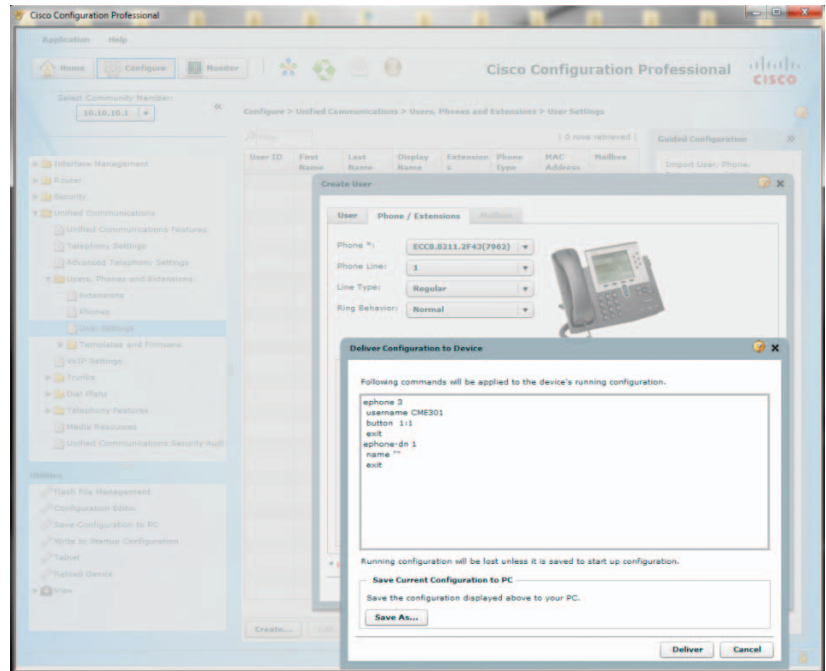 Cisco Configuration Professional
Application Help
Home Configure Monitor
Cisco Configuration Professional
CISCO
Select Community Member:
10.10.10.1
Configure > Unified Communications > Users, Phones and Extensions > User Settings
Filter
( 0 rows retrieved )
User ID First Name Last Name Display Name Extension s Phone Type MAC Address Mailbox
Guided Configuration
Import User, Phone,
Interface Management
Router
Security
Unified Communications
Unified Communications Features
Telephony Settings
Advanced Telephony Settings
Users, Phones and Extensions
Extensions
Phones
User Settings
Templates and Firmware
VoIP Settings
Trunks
Dial Plans
Telephony Features
Media Resources
Unified Communications Security Audi
Utilities
Flash File Management
Configuration Editor
Save Configuration to PC
Write to Startup Configuration
Telnet
Reload Device
View
Create...
Create User
User Phone / Extensions Mailbox
Phone *: ECC8.8211.2F43(7962)
Phone Line: 1
Line Type: Regular
Ring Behavior: Normal
Deliver Configuration to Device
Following commands will be applied to the device's running configuration.
ephone 3
username CME301
button 1:1
exit
ephone-dn 1
name ""
exit
Running configuration will be lost unless it is saved to start up configuration.
Save Current Configuration to PC
Save the configuration displayed above to your PC.
Save As...
Deliver Cancel